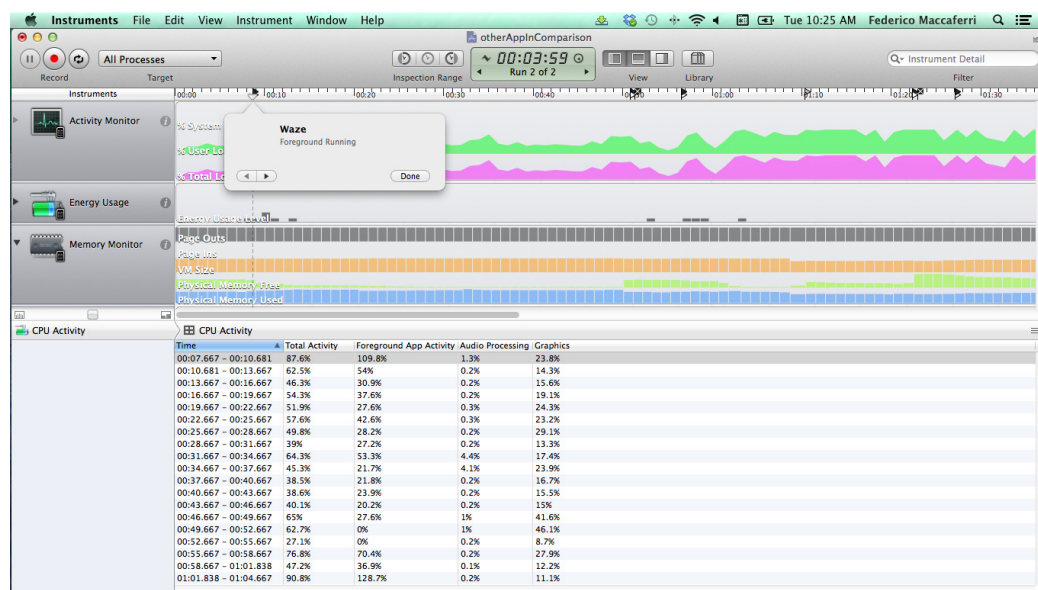 Instruments File Edit View Instrument Window Help Tue 10:25 AM Federico Maccaferri
otherAppInComparison
All Processes 00:03:59 Run 2 of 2 Instrument Detail
Record Target Inspection Range View Library Filter
Instruments 00:00 00:10 00:20 00:30 00:40 01:00 01:10 01:20 01:30
Activity Monitor
% System
% User Lo
% Total Lo
Waze
Foreground Running
Done
Energy Usage
Energy Usage Level
Memory Monitor
Page Outs
Page Ins
VM Size
Physical Memory Free
Physical Memory Used
CPU Activity CPU Activity
Time Total Activity Foreground App Activity Audio Processing Graphics
00:07.667 – 00:10.681 87.6% 109.8% 1.3% 23.8%
00:10.681 – 00:13.667 62.5% 54% 0.2% 14.3%
00:13.667 – 00:16.667 46.3% 30.9% 0.2% 15.6%
00:16.667 – 00:19.667 54.3% 37.6% 0.2% 19.1%
00:19.667 – 00:22.667 51.9% 27.6% 0.3% 24.3%
00:22.667 – 00:25.667 57.6% 42.6% 0.3% 23.2%
00:25.667 – 00:28.667 49.8% 28.2% 0.2% 29.1%
00:28.667 – 00:31.667 39% 27.2% 0.2% 13.3%
00:31.667 – 00:34.667 64.3% 53.3% 4.4% 17.4%
00:34.667 – 00:37.667 45.3% 21.7% 4.1% 23.9%
00:37.667 – 00:40.667 38.5% 21.8% 0.2% 16.7%
00:40.667 – 00:43.667 38.6% 23.9% 0.2% 15.5%
00:43.667 – 00:46.667 40.1% 20.2% 0.2% 15%
00:46.667 – 00:49.667 65% 27.6% 1% 41.6%
00:49.667 – 00:52.667 62.7% 0% 1% 46.1%
00:52.667 – 00:55.667 27.1% 0% 0.2% 8.7%
00:55.667 – 00:58.667 76.8% 70.4% 0.2% 27.9%
00:58.667 – 01:01.838 47.2% 36.9% 0.1% 12.2%
01:01.838 – 01:04.667 90.8% 128.7% 0.2% 11.1%